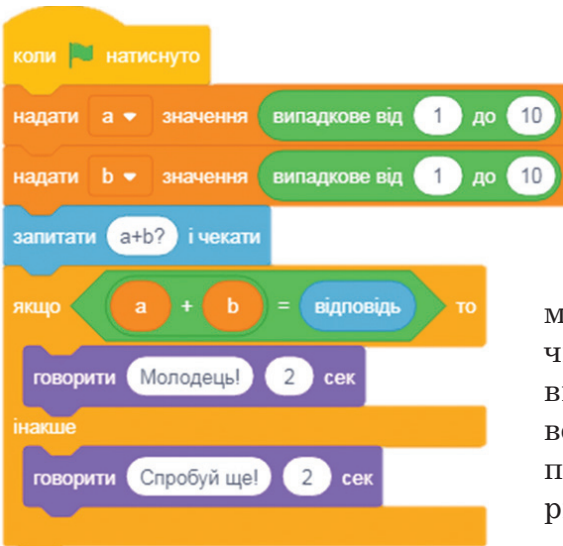 коли натиснуто
надати a значення випадкове від 1 до 10
надати b значення випадкове від 1 до 10
запитати a+b? і чекати
якщо a + b = відповідь то
говорити Молодець! 2 сек
інакше
говорити Спробуй ще! 2 сек